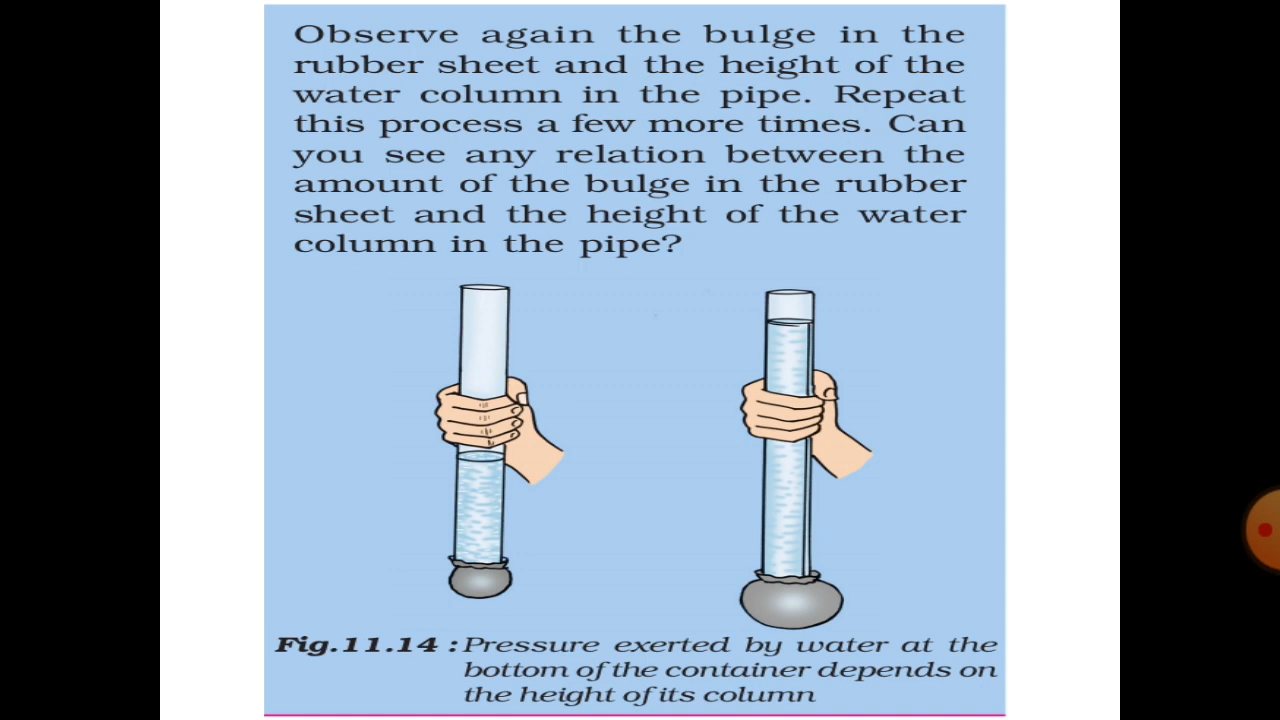 Observe again the bulge in the
rubber sheet and the height of the
water column in the pipe. Repeat
this process a few more times. Can
you see any relation between the
amount of the bulge in the rubber
sheet and the height of the water
column in the pipe?
Fig.11.14 : Pressure exerted by water at the
bottom of the container depends on
the height of its column